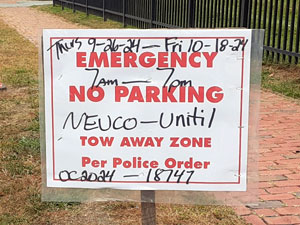 Thurs 9-26-24 — Fri 10-18-24
EMERGENCY
7AM — 7pm
NO PARKING
NEUCO — Unitil
TOW AWAY ZONE
Per Police Order
OC2024 — 18747